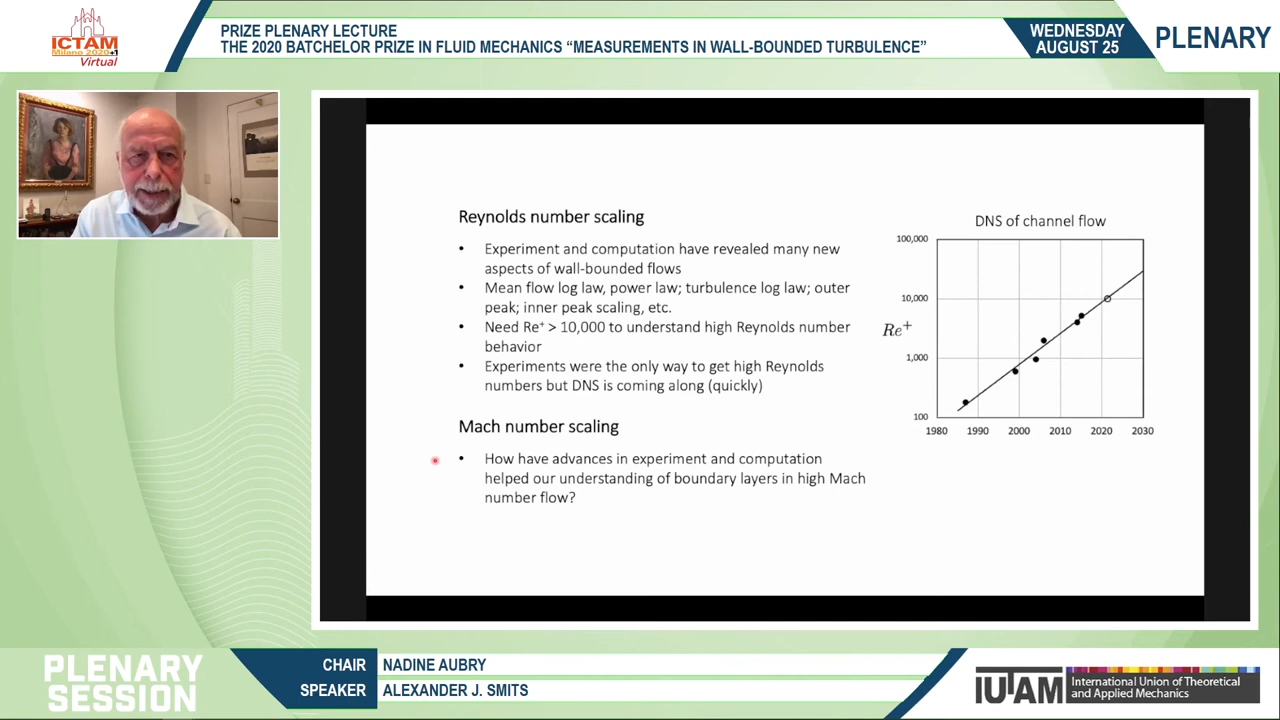 ICTAM
Milano 2020+1
Virtual
PRIZE PLENARY LECTURE
THE 2020 BATCHELOR PRIZE IN FLUID MECHANICS “MEASUREMENTS IN WALL-BOUNDED TURBULENCE”
WEDNESDAY
AUGUST 25
PLENARY
Reynolds number scaling
• Experiment and computation have revealed many new
aspects of wall-bounded flows
• Mean flow log law, power law; turbulence log law; outer
peak; inner peak scaling, etc.
• Need Re⁺ > 10,000 to understand high Reynolds number
behavior
• Experiments were the only way to get high Reynolds
numbers but DNS is coming along (quickly)
Mach number scaling
• How have advances in experiment and computation
helped our understanding of boundary layers in high Mach
number flow?
DNS of channel flow
100,000
10,000
Re⁺
1,000
100
1980 1990 2000 2010 2020 2030
PLENARY
SESSION
CHAIR NADINE AUBRY
SPEAKER ALEXANDER J. SMITS
IUTAM
International Union of Theoretical
and Applied Mechanics